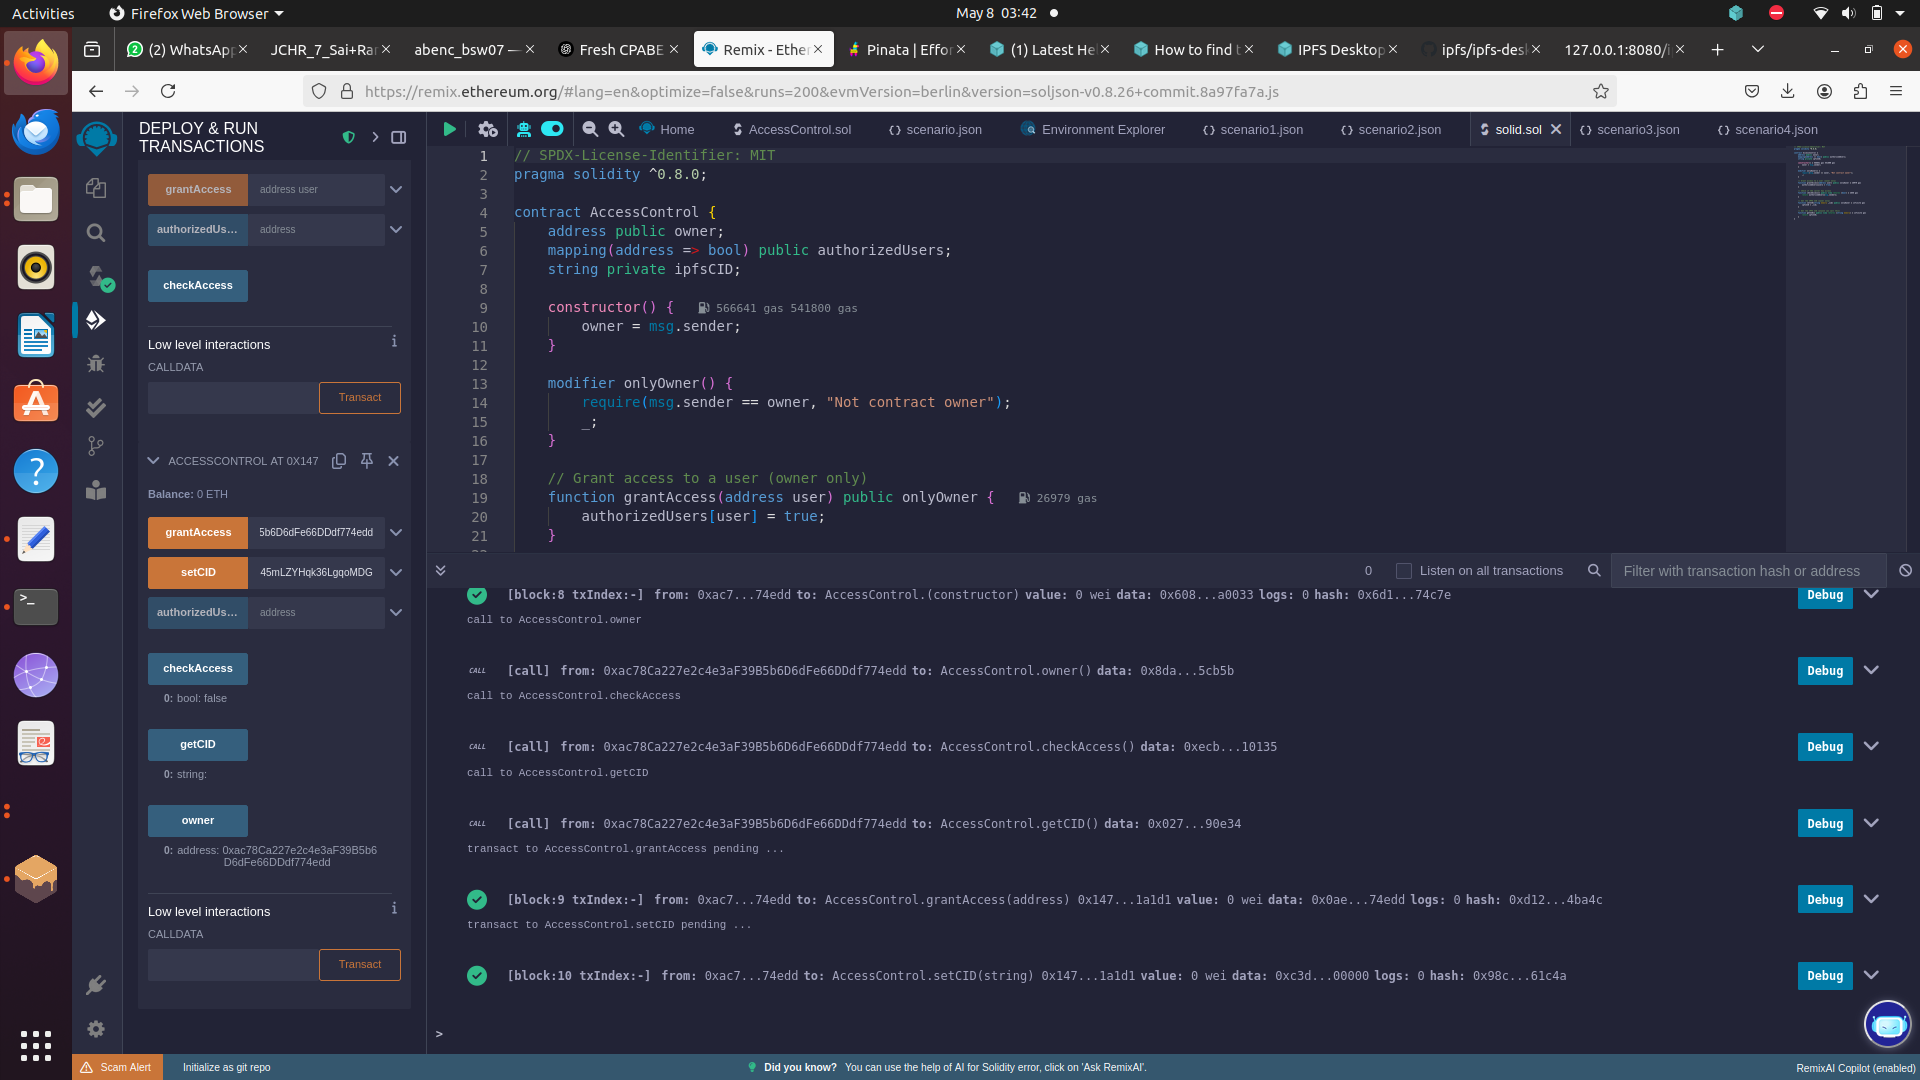 Activities
Firefox Web Browser
May 8 03:42
(2) WhatsApp
JCHR_7_Sai+Ra
abenc_bsw07 —
Fresh CPABE
Remix - Ether
Pinata | Effor
(1) Latest He
How to find t
IPFS Desktop
ipfs/ipfs-desk
127.0.0.1:8080/i
https://remix.ethereum.org/#lang=en&optimize=false&runs=200&evmVersion=berlin&version=soljson-v0.8.26+commit.8a97fa7a.js
DEPLOY & RUN
TRANSACTIONS
grantAccess
address user
authorizedUs...
address
checkAccess
Low level interactions
i
CALLDATA
Transact
ACCESSCONTROL AT 0X147
Balance: 0 ETH
grantAccess
5b6D6dFe66DDdf774edd
setCID
45mLZYHqk36LgqoMDG
authorizedUs...
address
checkAccess
0: bool: false
getCID
0: string:
owner
0: address: 0xac78Ca227e2c4e3aF39B5b6
D6dFe66DDdf774edd
Low level interactions
i
CALLDATA
Transact
Home
AccessControl.sol
scenario.json
Environment Explorer
scenario1.json
scenario2.json
solid.sol
scenario3.json
scenario4.json
1 // SPDX-License-Identifier: MIT
2 pragma solidity ^0.8.0;
3
4 contract AccessControl {
5 address public owner;
6 mapping(address => bool) public authorizedUsers;
7 string private ipfsCID;
8
9 constructor() { 566641 gas 541800 gas
10 owner = msg.sender;
11 }
12
13 modifier onlyOwner() {
14 require(msg.sender == owner, "Not contract owner");
15 _;
16 }
17
18 // Grant access to a user (owner only)
19 function grantAccess(address user) public onlyOwner { 26979 gas
20 authorizedUsers[user] = true;
21 }
0
Listen on all transactions
Filter with transaction hash or address
[block:8 txIndex:-] from: 0xac7...74edd to: AccessControl.(constructor) value: 0 wei data: 0x608...a0033 logs: 0 hash: 0x6d1...74c7e
Debug
call to AccessControl.owner
CALL [call] from: 0xac78Ca227e2c4e3aF39B5b6D6dFe66DDdf774edd to: AccessControl.owner() data: 0x8da...5cb5b
Debug
call to AccessControl.checkAccess
CALL [call] from: 0xac78Ca227e2c4e3aF39B5b6D6dFe66DDdf774edd to: AccessControl.checkAccess() data: 0xecb...10135
Debug
call to AccessControl.getCID
CALL [call] from: 0xac78Ca227e2c4e3aF39B5b6D6dFe66DDdf774edd to: AccessControl.getCID() data: 0x027...90e34
Debug
transact to AccessControl.grantAccess pending ...
[block:9 txIndex:-] from: 0xac7...74edd to: AccessControl.grantAccess(address) 0x147...1a1d1 value: 0 wei data: 0x0ae...74edd logs: 0 hash: 0xd12...4ba4c
Debug
transact to AccessControl.setCID pending ...
[block:10 txIndex:-] from: 0xac7...74edd to: AccessControl.setCID(string) 0x147...1a1d1 value: 0 wei data: 0xc3d...00000 logs: 0 hash: 0x98c...61c4a
Debug
>
Scam Alert
Initialize as git repo
Did you know? You can use the help of AI for Solidity error, click on 'Ask RemixAI'.
RemixAI Copilot (enabled)